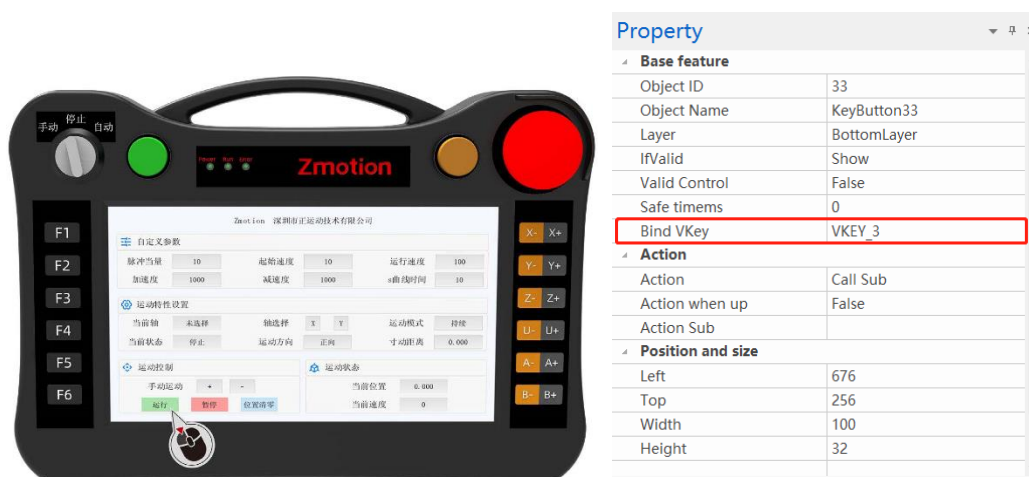 手动 停止 自动
Power Run Error
Zmotion
F1
F2
F3
F4
F5
F6
Zmotion 深圳市正运动技术有限公司
自定义参数
脉冲当量 10 起始速度 10 运行速度 100
加速度 1000 减速度 1000 s曲线时间 10
运动特性设置
当前轴 未选择 轴选择 X Y 运动模式 持续
当前状态 停止 运动方向 正向 寸动距离 0.000
运动控制 运动状态
手动运动 + - 当前位置 0.000
运行 暂停 位置清零 当前速度 0
X- X+
Y- Y+
Z- Z+
U- U+
A- A+
B- B+
Property
Base feature
Object ID 33
Object Name KeyButton33
Layer BottomLayer
IfValid Show
Valid Control False
Safe timems 0
Bind VKey VKEY_3
Action
Action Call Sub
Action when up False
Action Sub
Position and size
Left 676
Top 256
Width 100
Height 32